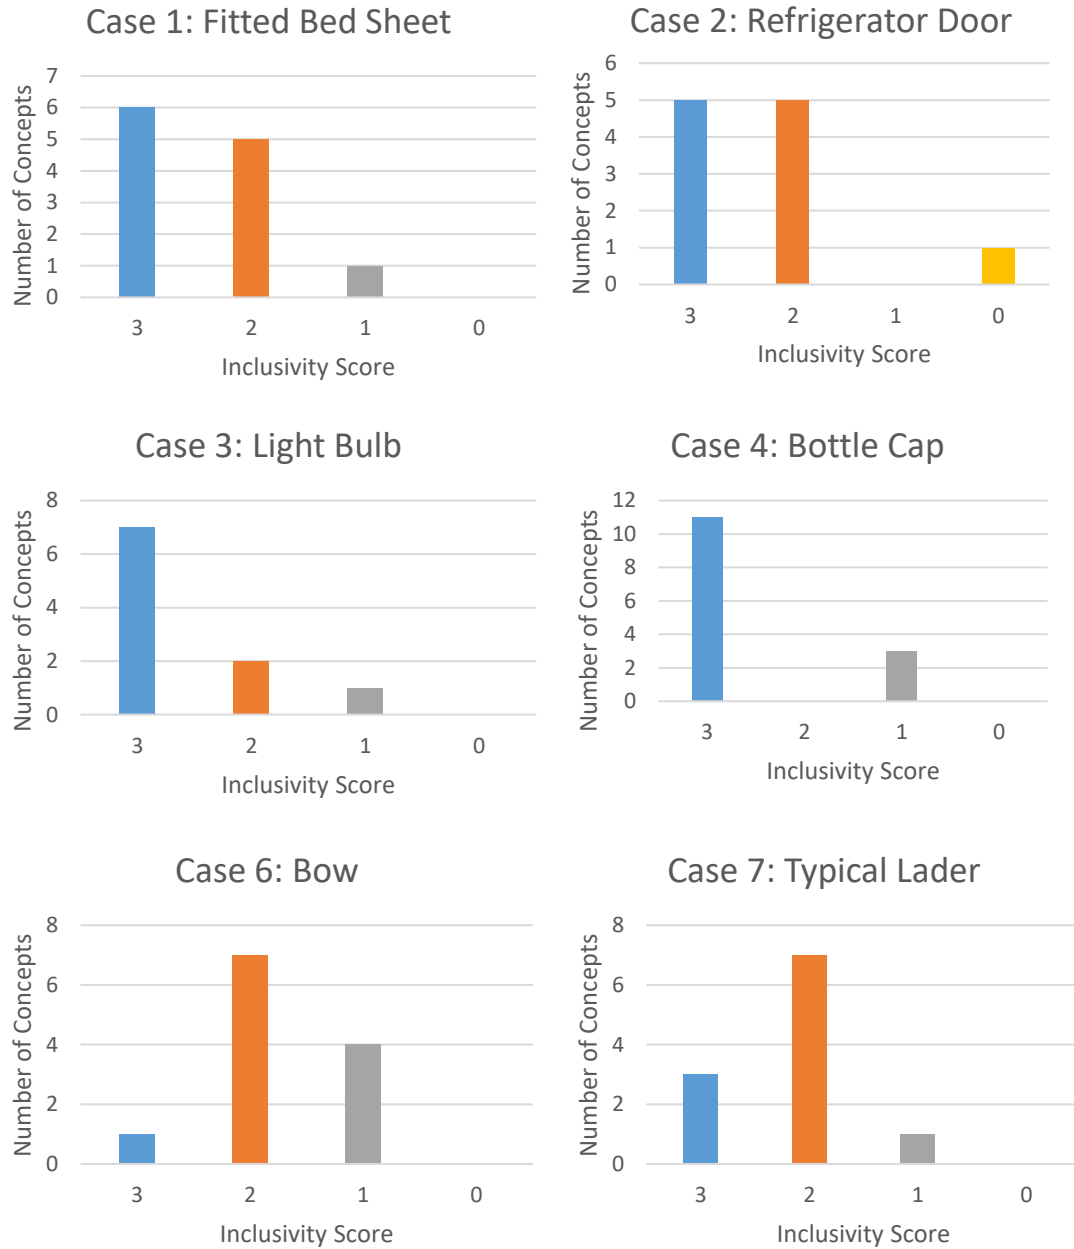 Case 1: Fitted Bed Sheet
Number of Concepts
7
6
5
4
3
2
1
0
3 2 1 0
Inclusivity Score
Case 2: Refrigerator Door
Number of Concepts
6
5
4
3
2
1
0
3 2 1 0
Inclusivity Score
Case 3: Light Bulb
Number of Concepts
8
6
4
2
0
3 2 1 0
Inclusivity Score
Case 4: Bottle Cap
Number of Concepts
12
10
8
6
4
2
0
3 2 1 0
Inclusivity Score
Case 6: Bow
Number of Concepts
8
6
4
2
0
3 2 1 0
Inclusivity Score
Case 7: Typical Lader
Number of Concepts
8
6
4
2
0
3 2 1 0
Inclusivity Score